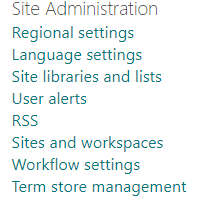 Site Administration
Regional settings
Language settings
Site libraries and lists
User alerts
RSS
Sites and workspaces
Workflow settings
Term store management